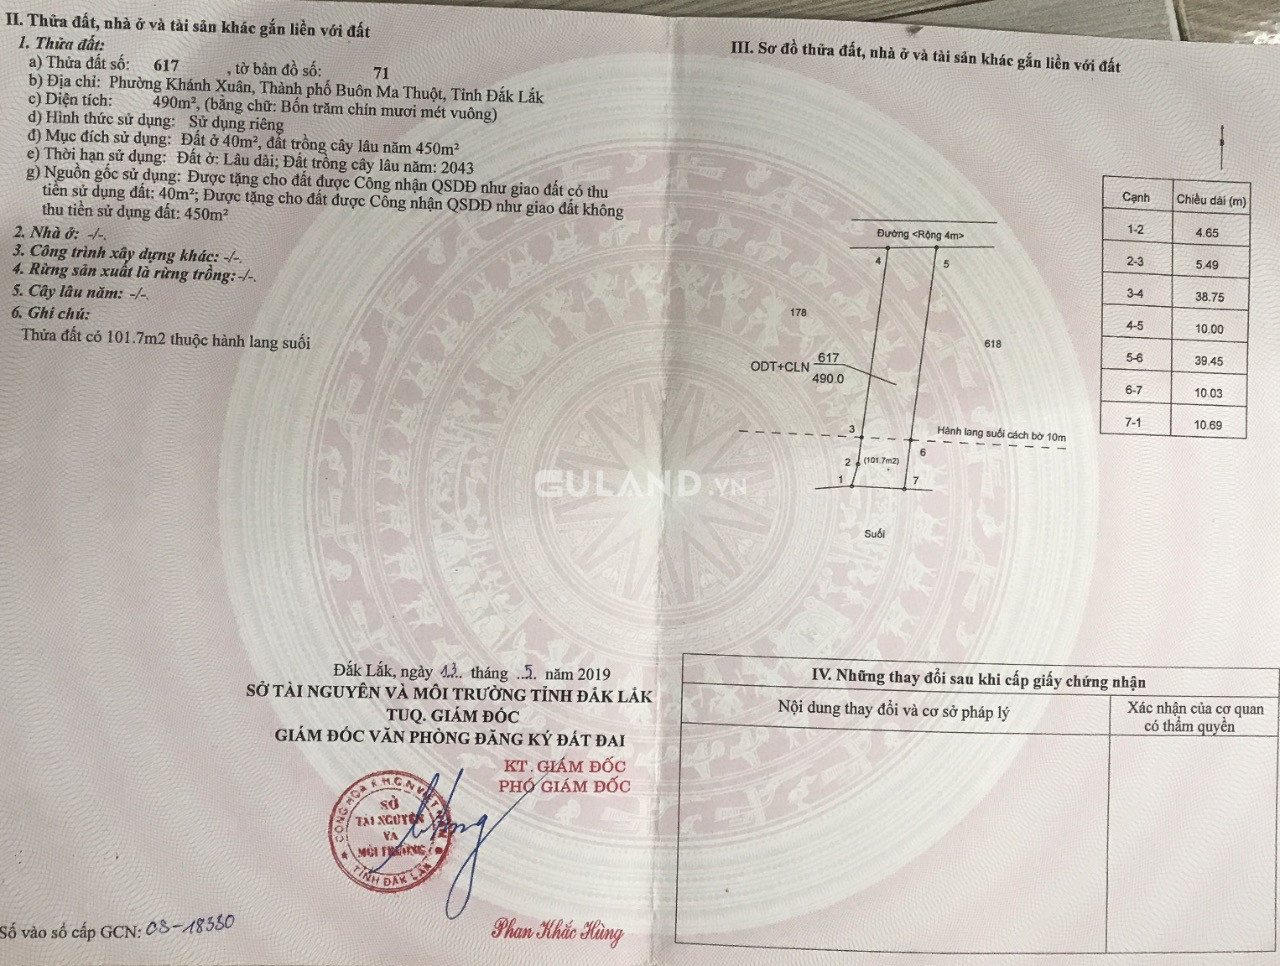 II. Thửa đất, nhà ở và tài sản khác gắn liền với đất
1. Thửa đất:
a) Thửa đất số: 617 , tờ bản đồ số: 71
b) Địa chỉ: Phường Khánh Xuân, Thành phố Buôn Ma Thuột, Tỉnh Đắk Lắk
c) Diện tích: 490m², (bằng chữ: Bốn trăm chín mươi mét vuông)
d) Hình thức sử dụng: Sử dụng riêng
đ) Mục đích sử dụng: Đất ở 40m², đất trồng cây lâu năm 450m²
e) Thời hạn sử dụng: Đất ở: Lâu dài; Đất trồng cây lâu năm: 2043
g) Nguồn gốc sử dụng: Được tặng cho đất được Công nhận QSDĐ như giao đất có thu
tiền sử dụng đất: 40m²; Được tặng cho đất được Công nhận QSDĐ như giao đất không
thu tiền sử dụng đất: 450m²
2. Nhà ở: -/-.
3. Công trình xây dựng khác: -/-.
4. Rừng sản xuất là rừng trồng: -/-.
5. Cây lâu năm: -/-.
6. Ghi chú:
Thửa đất có 101.7m2 thuộc hành lang suối
Đắk Lắk, ngày 13 tháng 5 năm 2019
SỞ TÀI NGUYÊN VÀ MÔI TRƯỜNG TỈNH ĐẮK LẮK
TUQ. GIÁM ĐỐC
GIÁM ĐỐC VĂN PHÒNG ĐĂNG KÝ ĐẤT ĐAI
KT. GIÁM ĐỐC
PHÓ GIÁM ĐỐC
CỘNG HÒA X.H.C.N VIỆT NAM
SỞ
TÀI NGUYÊN
VÀ
MÔI TRƯỜNG
TỈNH ĐẮK LẮK
Phan Khắc Hùng
Số vào sổ cấp GCN: CS-18330
III. Sơ đồ thửa đất, nhà ở và tài sản khác gắn liền với đất
Cạnh Chiều dài (m)
1-2 4.65
2-3 5.49
3-4 38.75
4-5 10.00
5-6 39.45
6-7 10.03
7-1 10.69
Đường <Rộng 4m>
4 5
178
618
ODT+CLN 617
490.0
3 Hành lang suối cách bờ 10m
6
2 (101.7m2)
1 7
Suối
GULAND.VN
IV. Những thay đổi sau khi cấp giấy chứng nhận
Nội dung thay đổi và cơ sở pháp lý
Xác nhận của cơ quan
có thẩm quyền